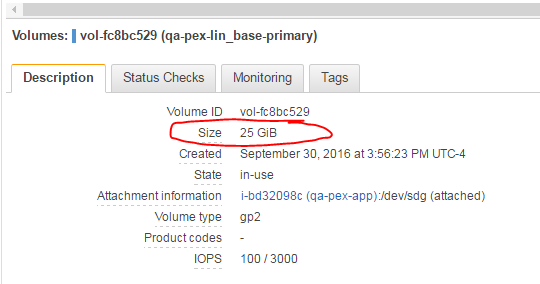 Volumes: vol-fc8bc529 (qa-pex-lin_base-primary)
Description Status Checks Monitoring Tags
Volume ID vol-fc8bc529
Size 25 GiB
Created September 30, 2016 at 3:56:23 PM UTC-4
State in-use
Attachment information i-bd32098c (qa-pex-app):/dev/sdg (attached)
Volume type gp2
Product codes -
IOPS 100 / 3000